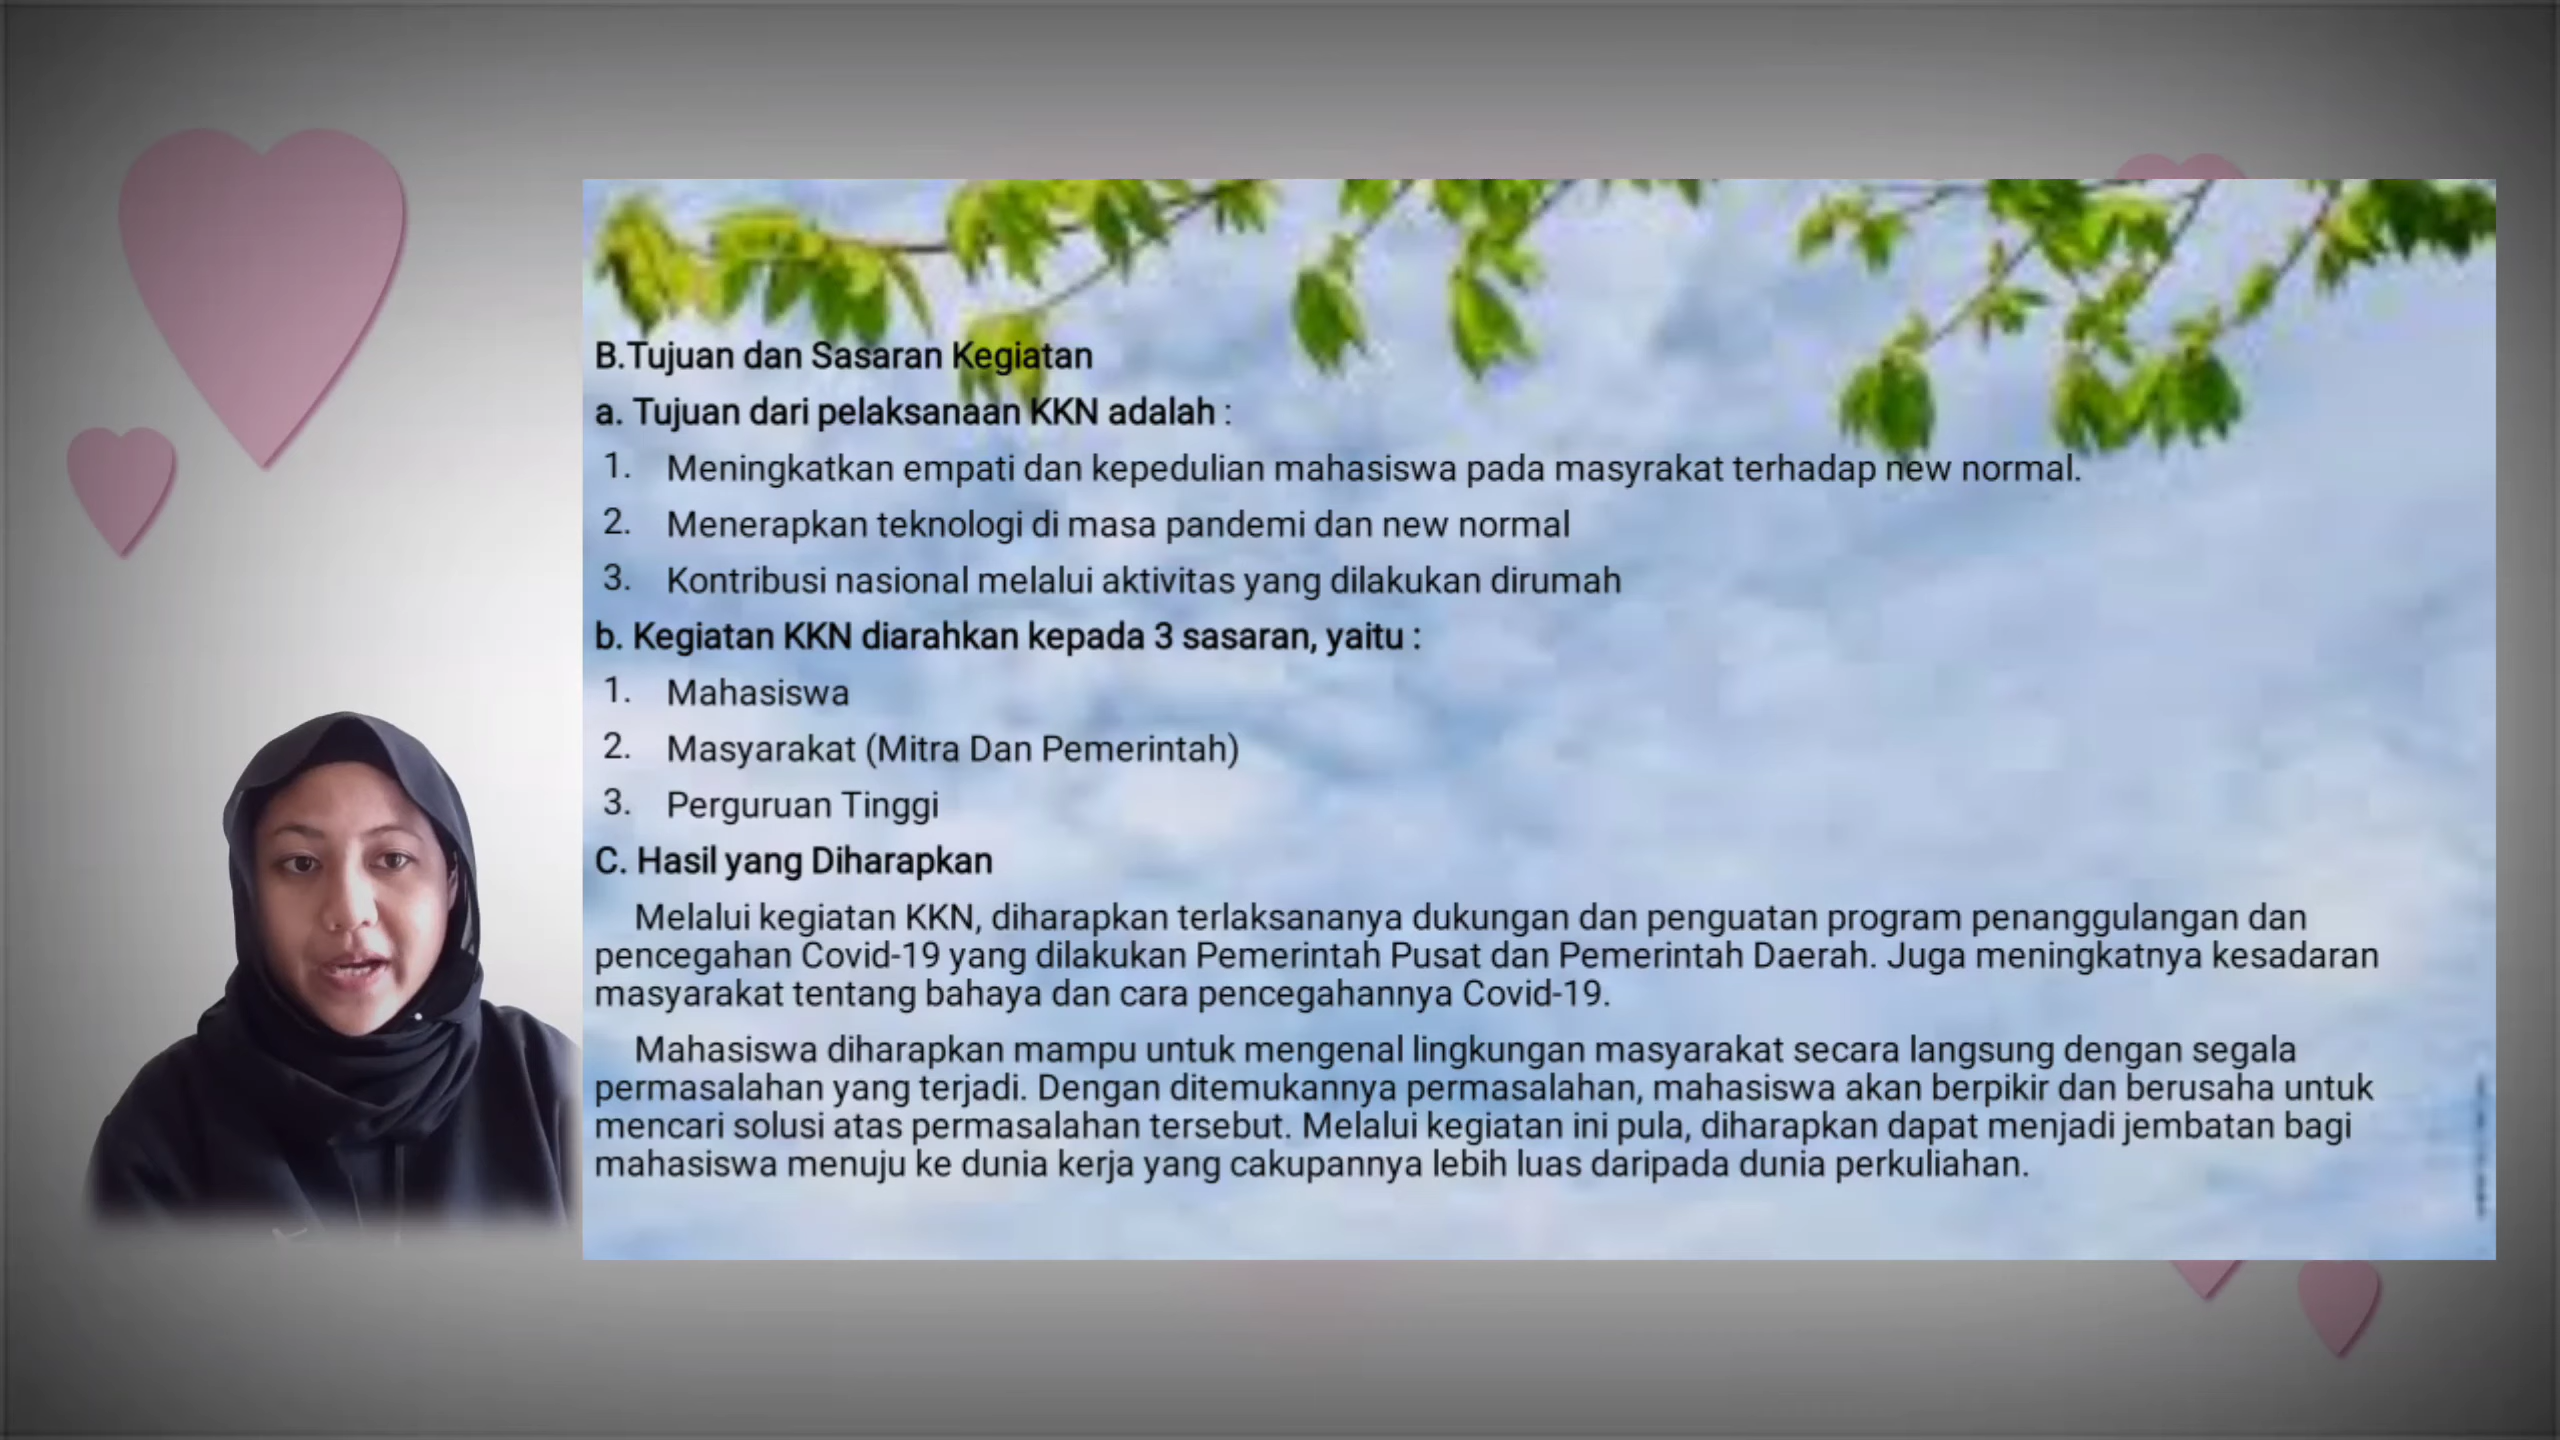 B.Tujuan dan Sasaran Kegiatan
a. Tujuan dari pelaksanaan KKN adalah :
1. Meningkatkan empati dan kepedulian mahasiswa pada masyrakat terhadap new normal.
2. Menerapkan teknologi di masa pandemi dan new normal
3. Kontribusi nasional melalui aktivitas yang dilakukan dirumah
b. Kegiatan KKN diarahkan kepada 3 sasaran, yaitu :
1. Mahasiswa
2. Masyarakat (Mitra Dan Pemerintah)
3. Perguruan Tinggi
C. Hasil yang Diharapkan
Melalui kegiatan KKN, diharapkan terlaksananya dukungan dan penguatan program penanggulangan dan
pencegahan Covid-19 yang dilakukan Pemerintah Pusat dan Pemerintah Daerah. Juga meningkatnya kesadaran
masyarakat tentang bahaya dan cara pencegahannya Covid-19.
Mahasiswa diharapkan mampu untuk mengenal lingkungan masyarakat secara langsung dengan segala
permasalahan yang terjadi. Dengan ditemukannya permasalahan, mahasiswa akan berpikir dan berusaha untuk
mencari solusi atas permasalahan tersebut. Melalui kegiatan ini pula, diharapkan dapat menjadi jembatan bagi
mahasiswa menuju ke dunia kerja yang cakupannya lebih luas daripada dunia perkuliahan.